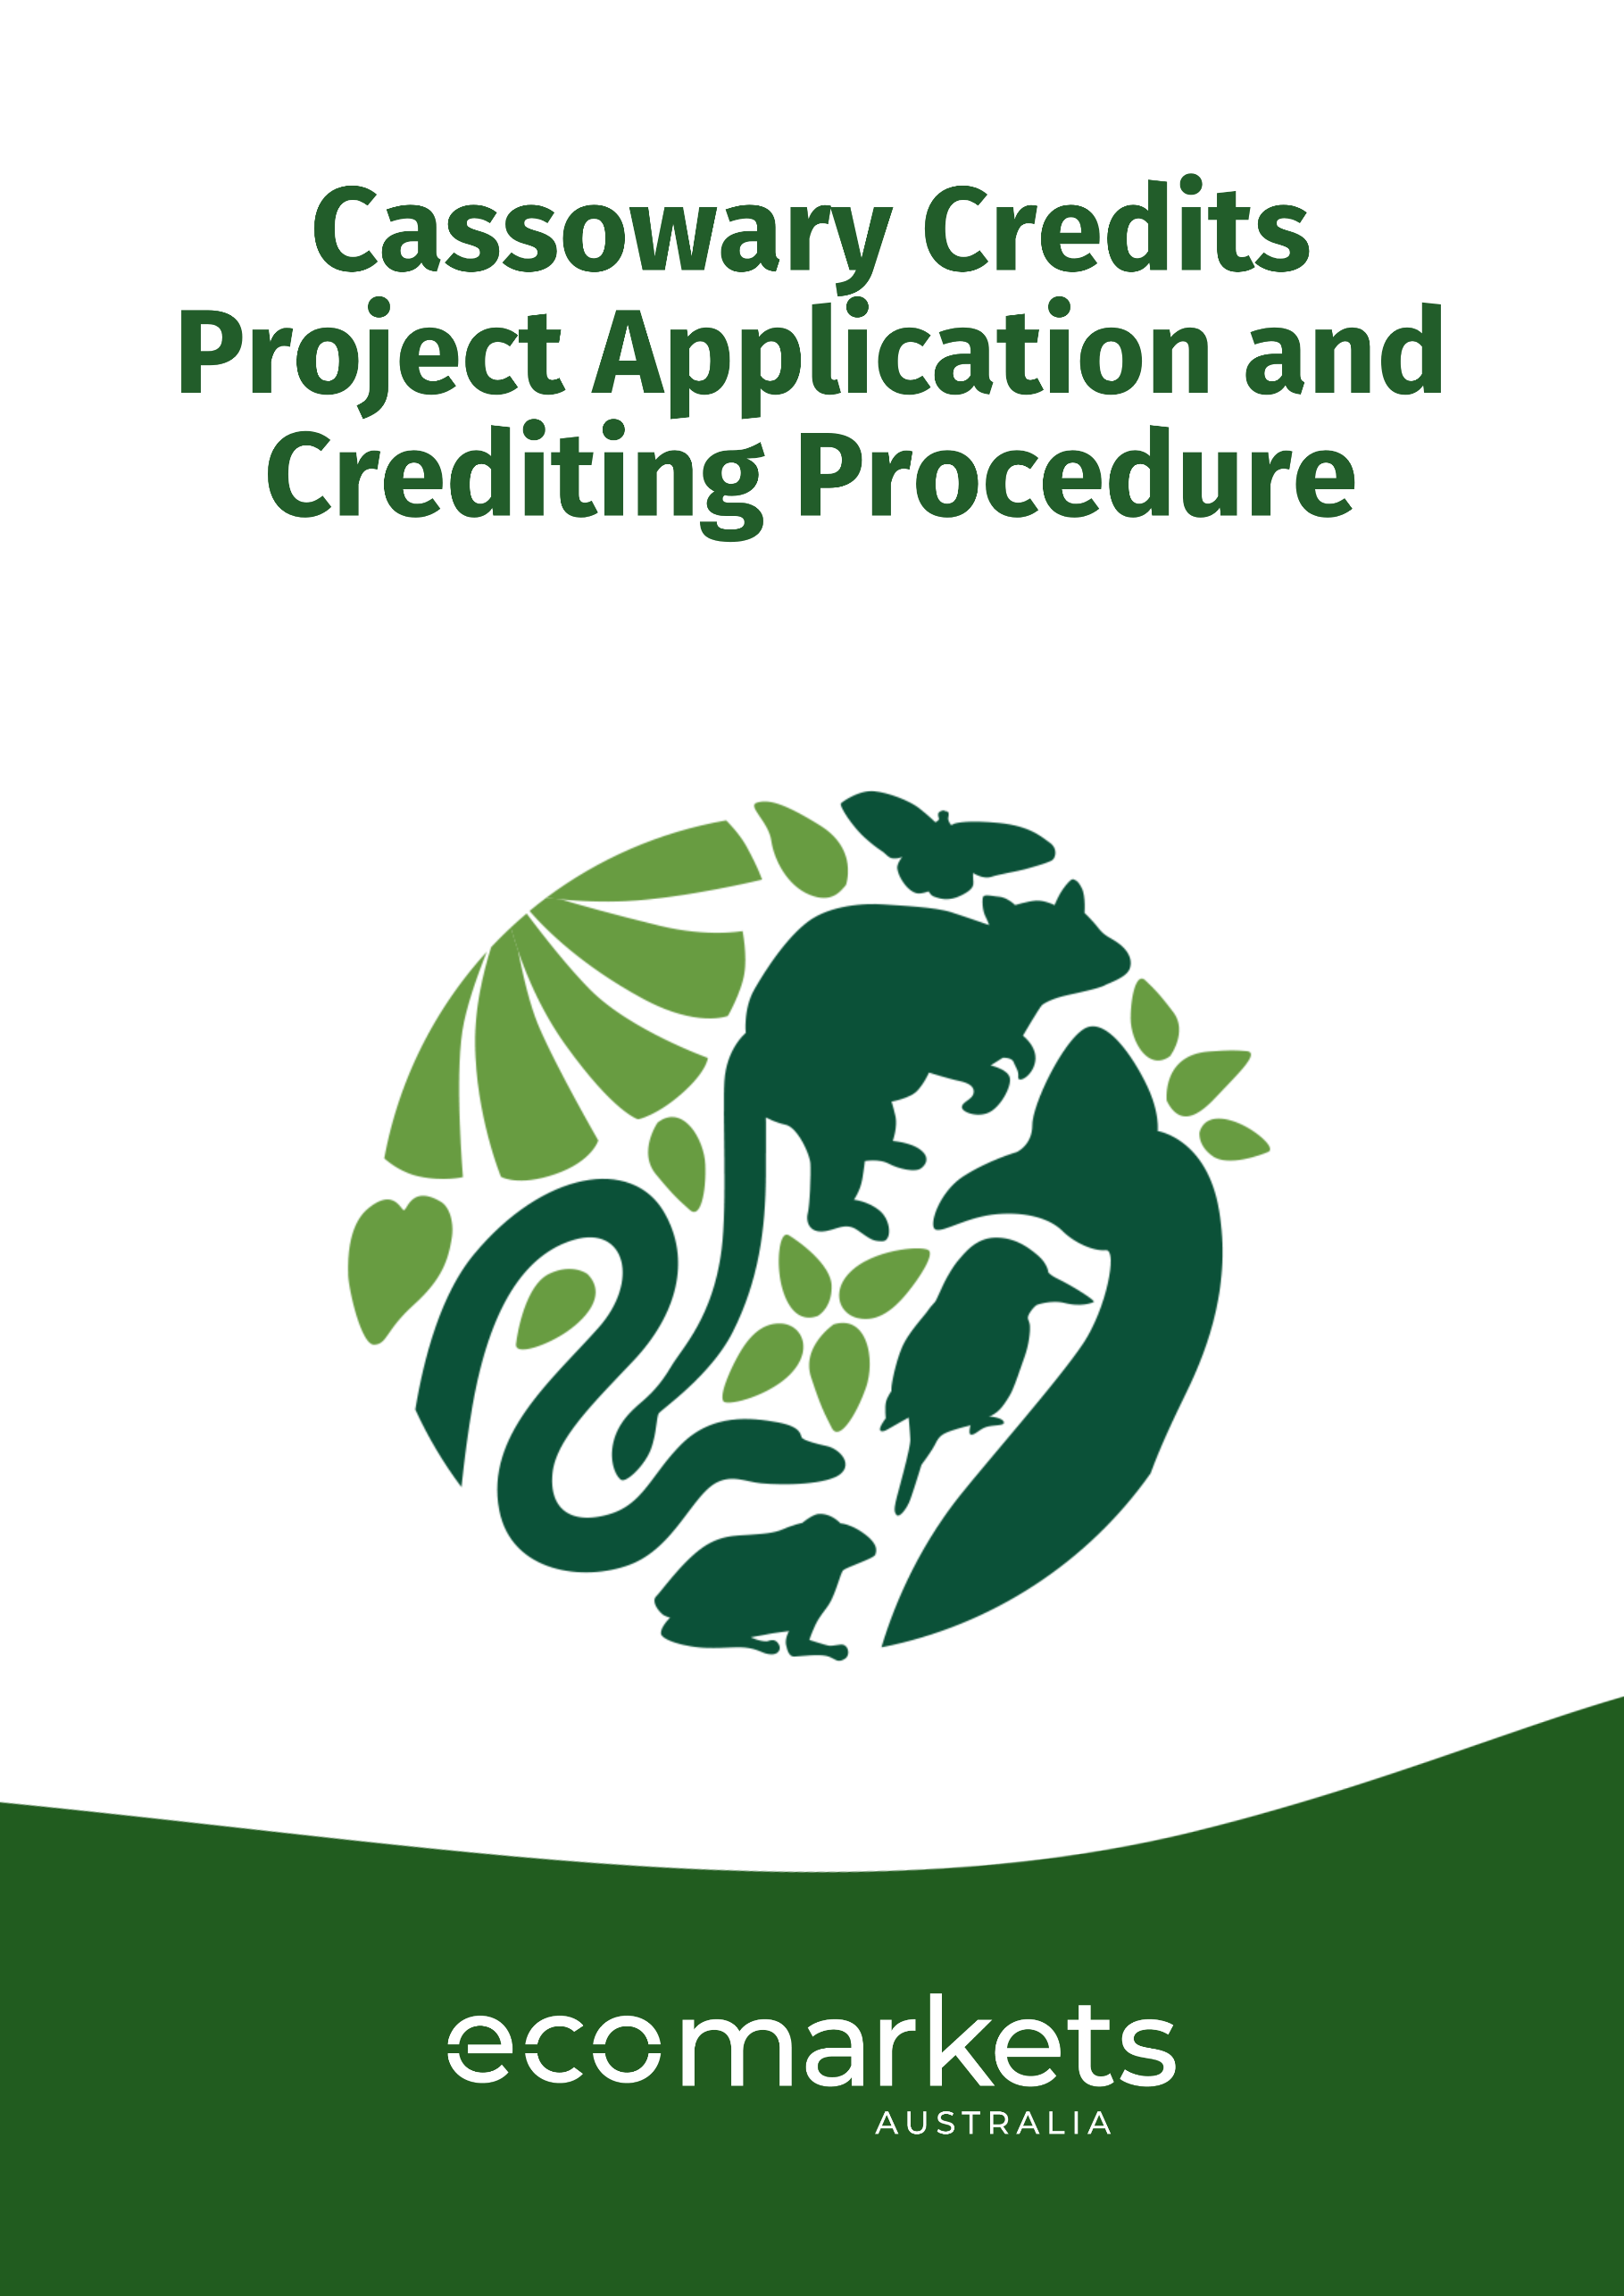 Cassowary Credits
Project Application and
Crediting Procedure
ecomarkets
AUSTRALIA